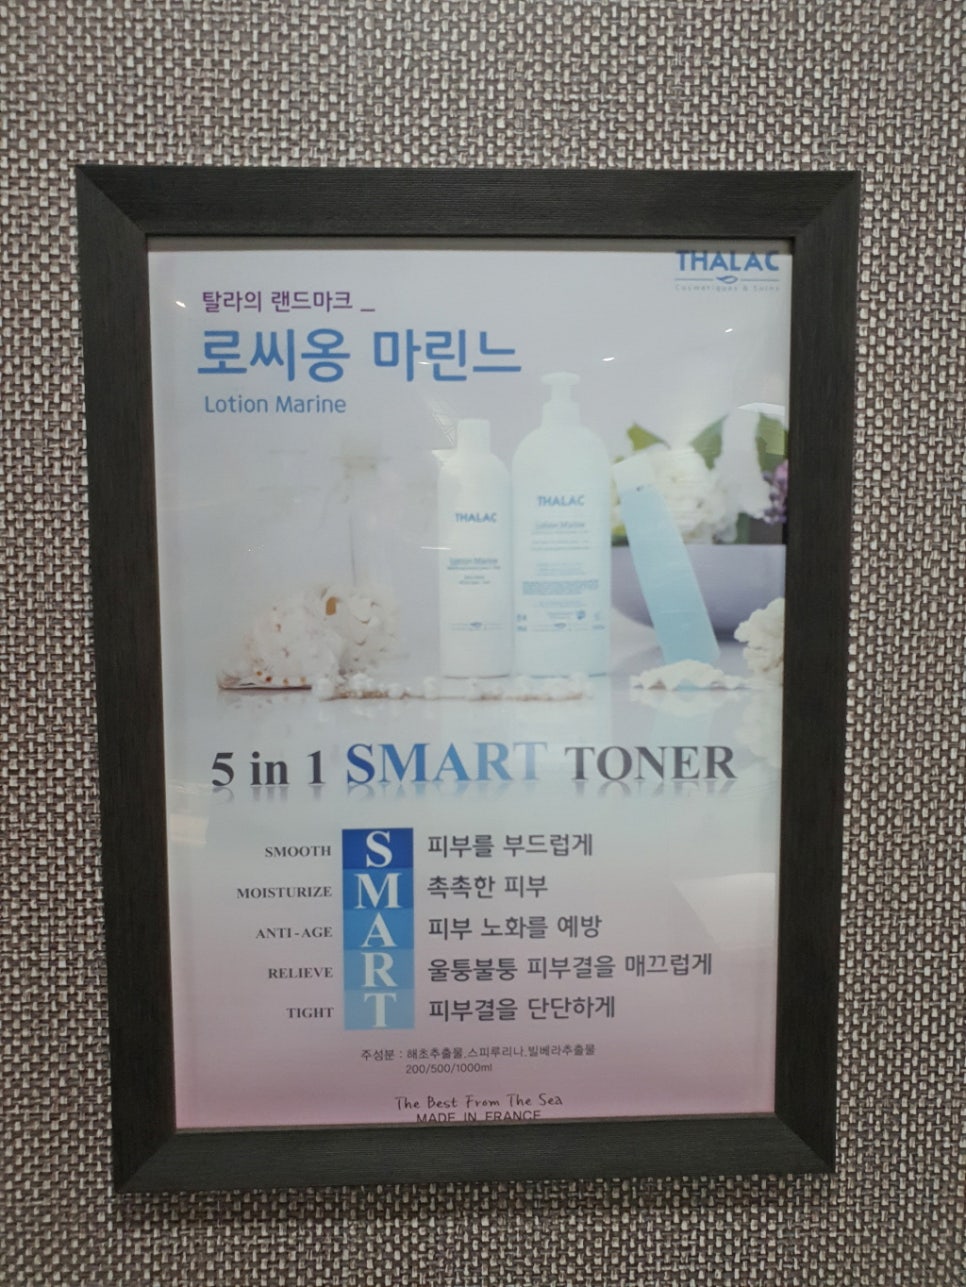 THALAC
Cosmétiques & Soins
탈라의 랜드마크 _
로씨옹 마린느
Lotion Marine
THALAC
Lotion Marine
THALAC
Lotion Marine
5 in 1 SMART TONER
SMOOTH S 피부를 부드럽게
MOISTURIZE M 촉촉한 피부
ANTI-AGE A 피부 노화를 예방
RELIEVE R 울퉁불퉁 피부결을 매끄럽게
TIGHT T 피부결을 단단하게
주성분 : 해초추출물,스피루리나,빌베라추출물
200/500/1000ml
The Best From The Sea
MADE IN FRANCE